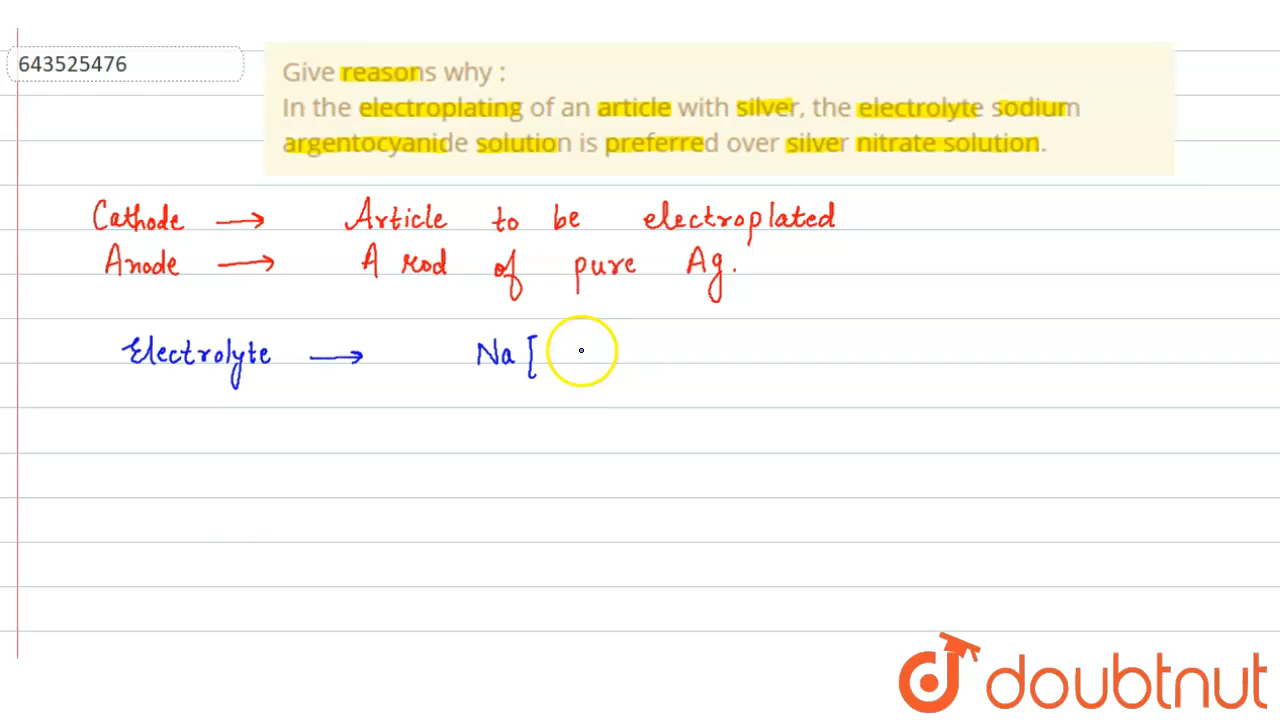 643525476
Give reasons why :
In the electroplating of an article with silver, the electrolyte sodium
argentocyanide solution is preferred over silver nitrate solution.
Cathode → Article to be electroplated
Anode → A rod of pure Ag.
Electrolyte → Na [
doubtnut